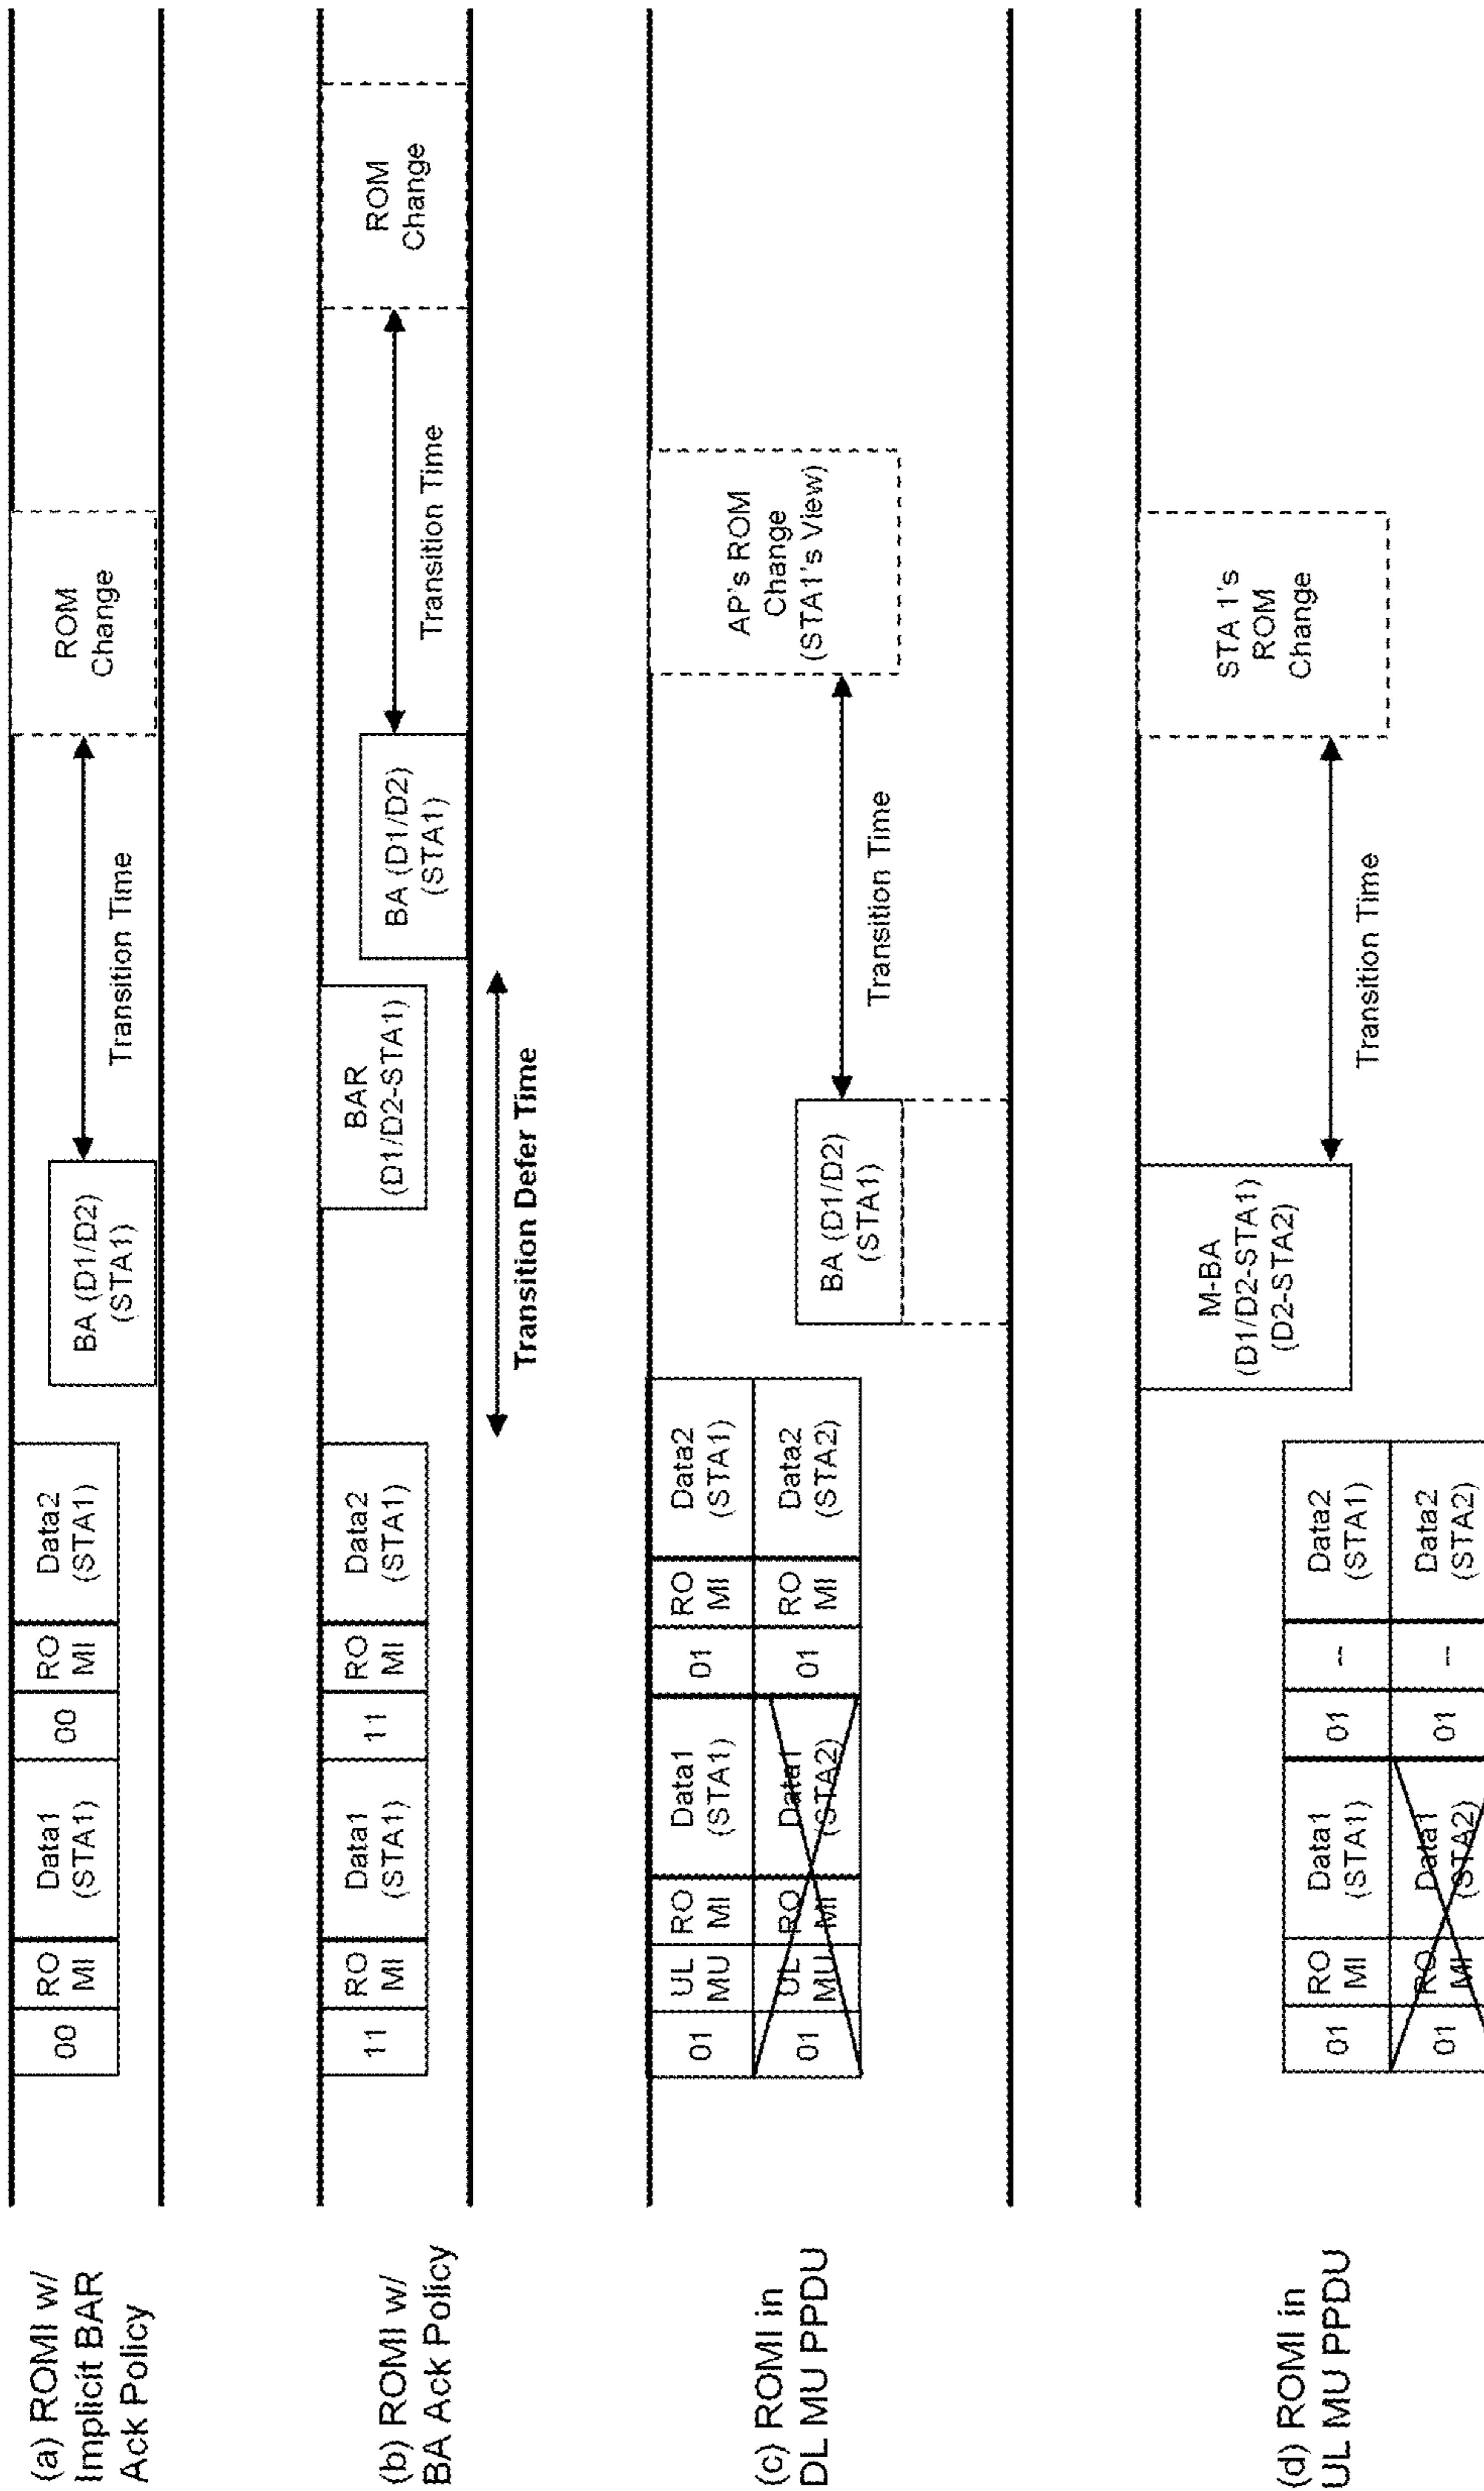 (a) ROMI w/
Implicit BAR
Ack Policy
00
RO
MI
Data1
(STA1)
00
RO
MI
Data2
(STA1)
BA (D1/D2)
(STA1)
Transition Time
ROM
Change
(b) ROMI w/
BA Ack Policy
11
RO
MI
Data1
(STA1)
11
RO
MI
Data2
(STA1)
Transition Defer Time
BAR
(D1/D2-STA1)
BA (D1/D2)
(STA1)
Transition Time
ROM
Change
(c) ROMI in
DL MU PPDU
01
UL
MU
RO
MI
Data1
(STA1)
01
RO
MI
Data2
(STA1)
01
UL
MU
RO
MI
Data1
(STA2)
01
RO
MI
Data2
(STA2)
BA (D1/D2)
(STA1)
Transition Time
AP's ROM
Change
(STA1's View)
(d) ROMI in
UL MU PPDU
01
RO
MI
Data1
(STA1)
01
--
Data2
(STA1)
01
RO
MI
Data1
(STA2)
01
--
Data2
(STA2)
M-BA
(D1/D2-STA1)
(D2-STA2)
Transition Time
STA 1's
ROM
Change